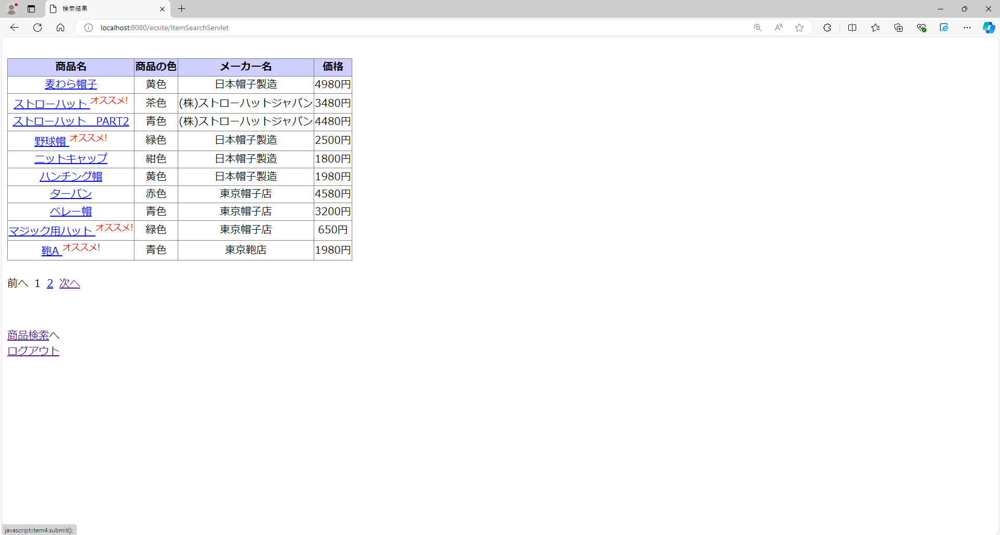 検索結果
localhost:8080/ecsite/ItemSearchServlet
商品名 商品の色 メーカー名 価格
麦わら帽子 黄色 日本帽子製造 4980円
ストローハット オススメ! 茶色 (株)ストローハットジャパン 3480円
ストローハット　PART2 青色 (株)ストローハットジャパン 4480円
野球帽 オススメ! 緑色 日本帽子製造 2500円
ニットキャップ 紺色 日本帽子製造 1800円
ハンチング帽 黄色 日本帽子製造 1980円
ターバン 赤色 東京帽子店 4580円
ベレー帽 青色 東京帽子店 3200円
マジック用ハット オススメ! 緑色 東京帽子店 650円
鞄A オススメ! 青色 東京鞄店 1980円
前へ 1 2 次へ
商品検索へ
ログアウト
javascript:item4.submit();